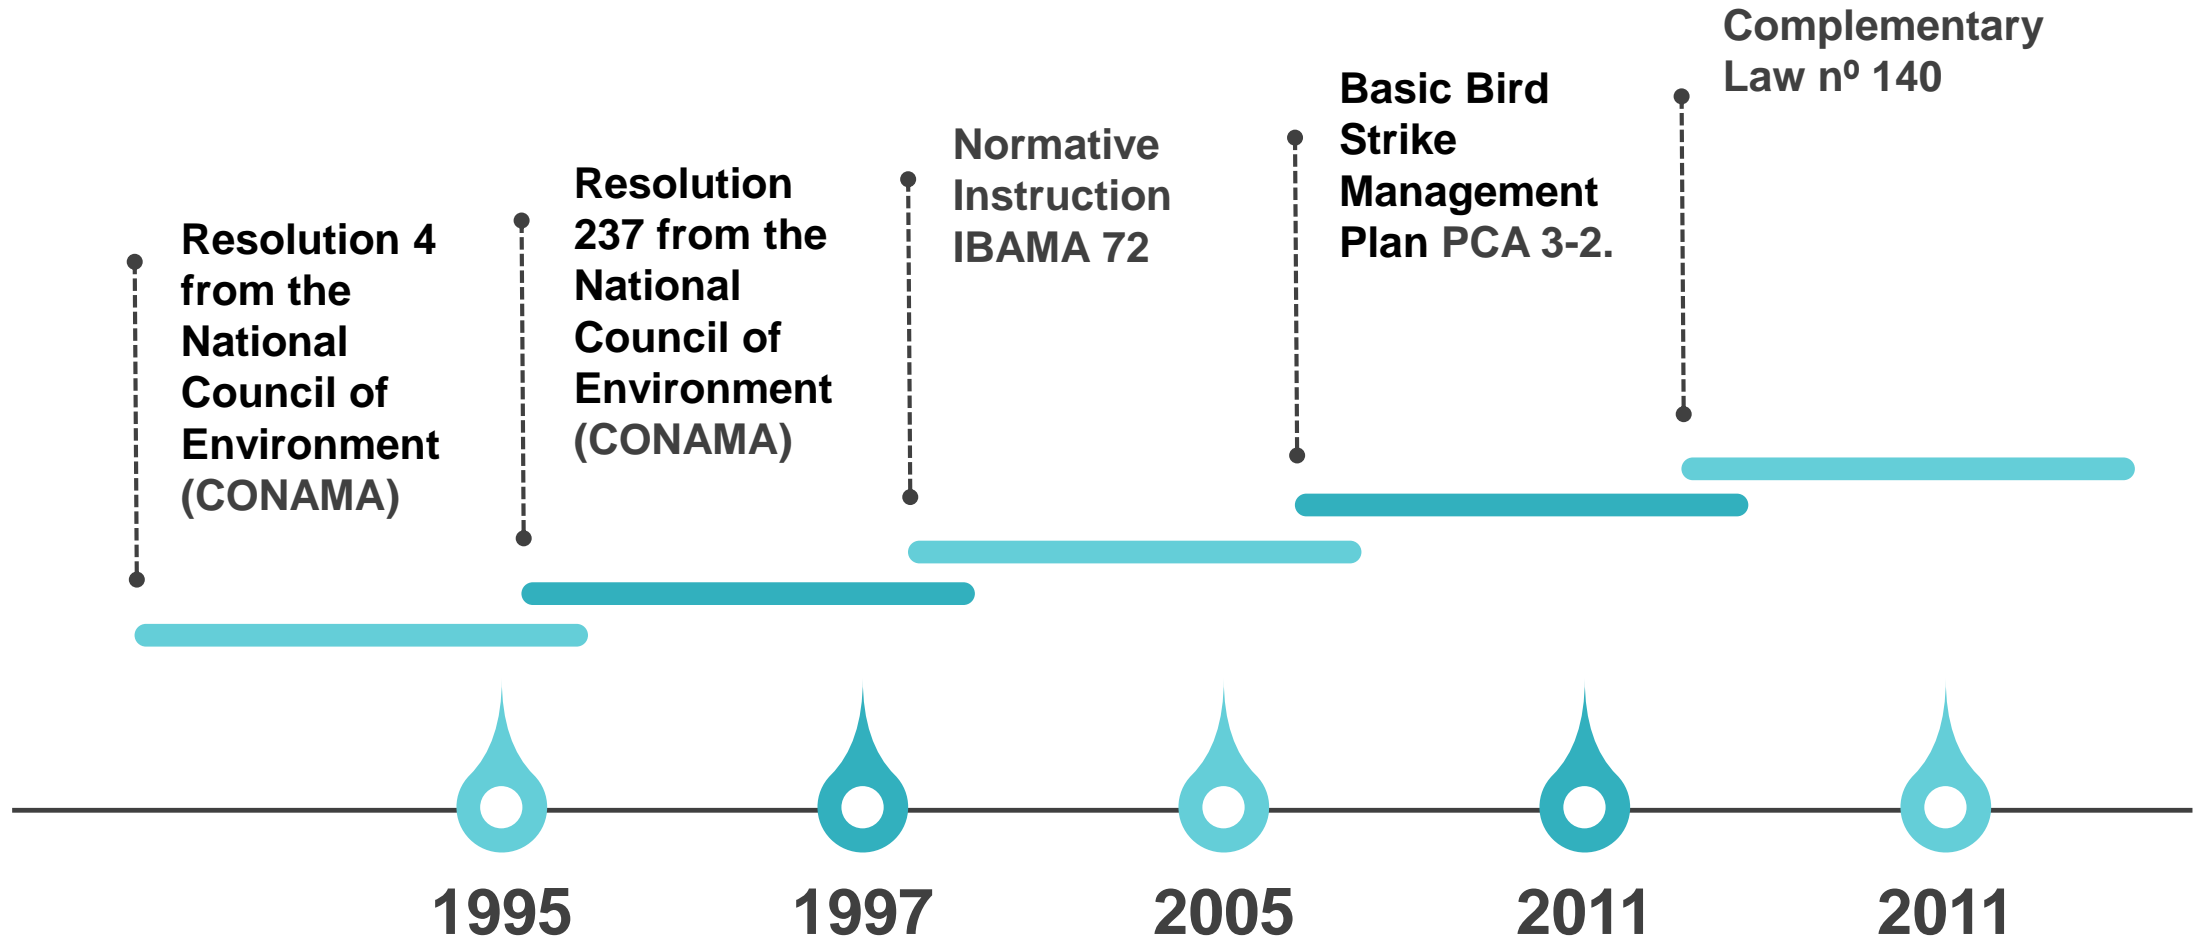 Resolution 4
from the
National
Council of
Environment
(CONAMA)
Resolution
237 from the
National
Council of
Environment
(CONAMA)
Normative
Instruction
IBAMA 72
Basic Bird
Strike
Management
Plan PCA 3-2.
Complementary
Law nº 140
1995
1997
2005
2011
2011